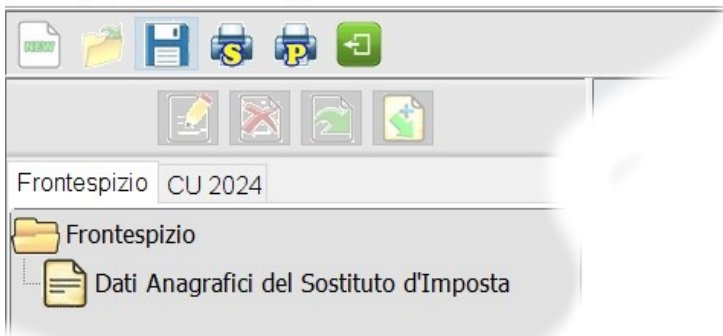 NEW S P
Frontespizio CU 2024
Frontespizio
Dati Anagrafici del Sostituto d'Imposta